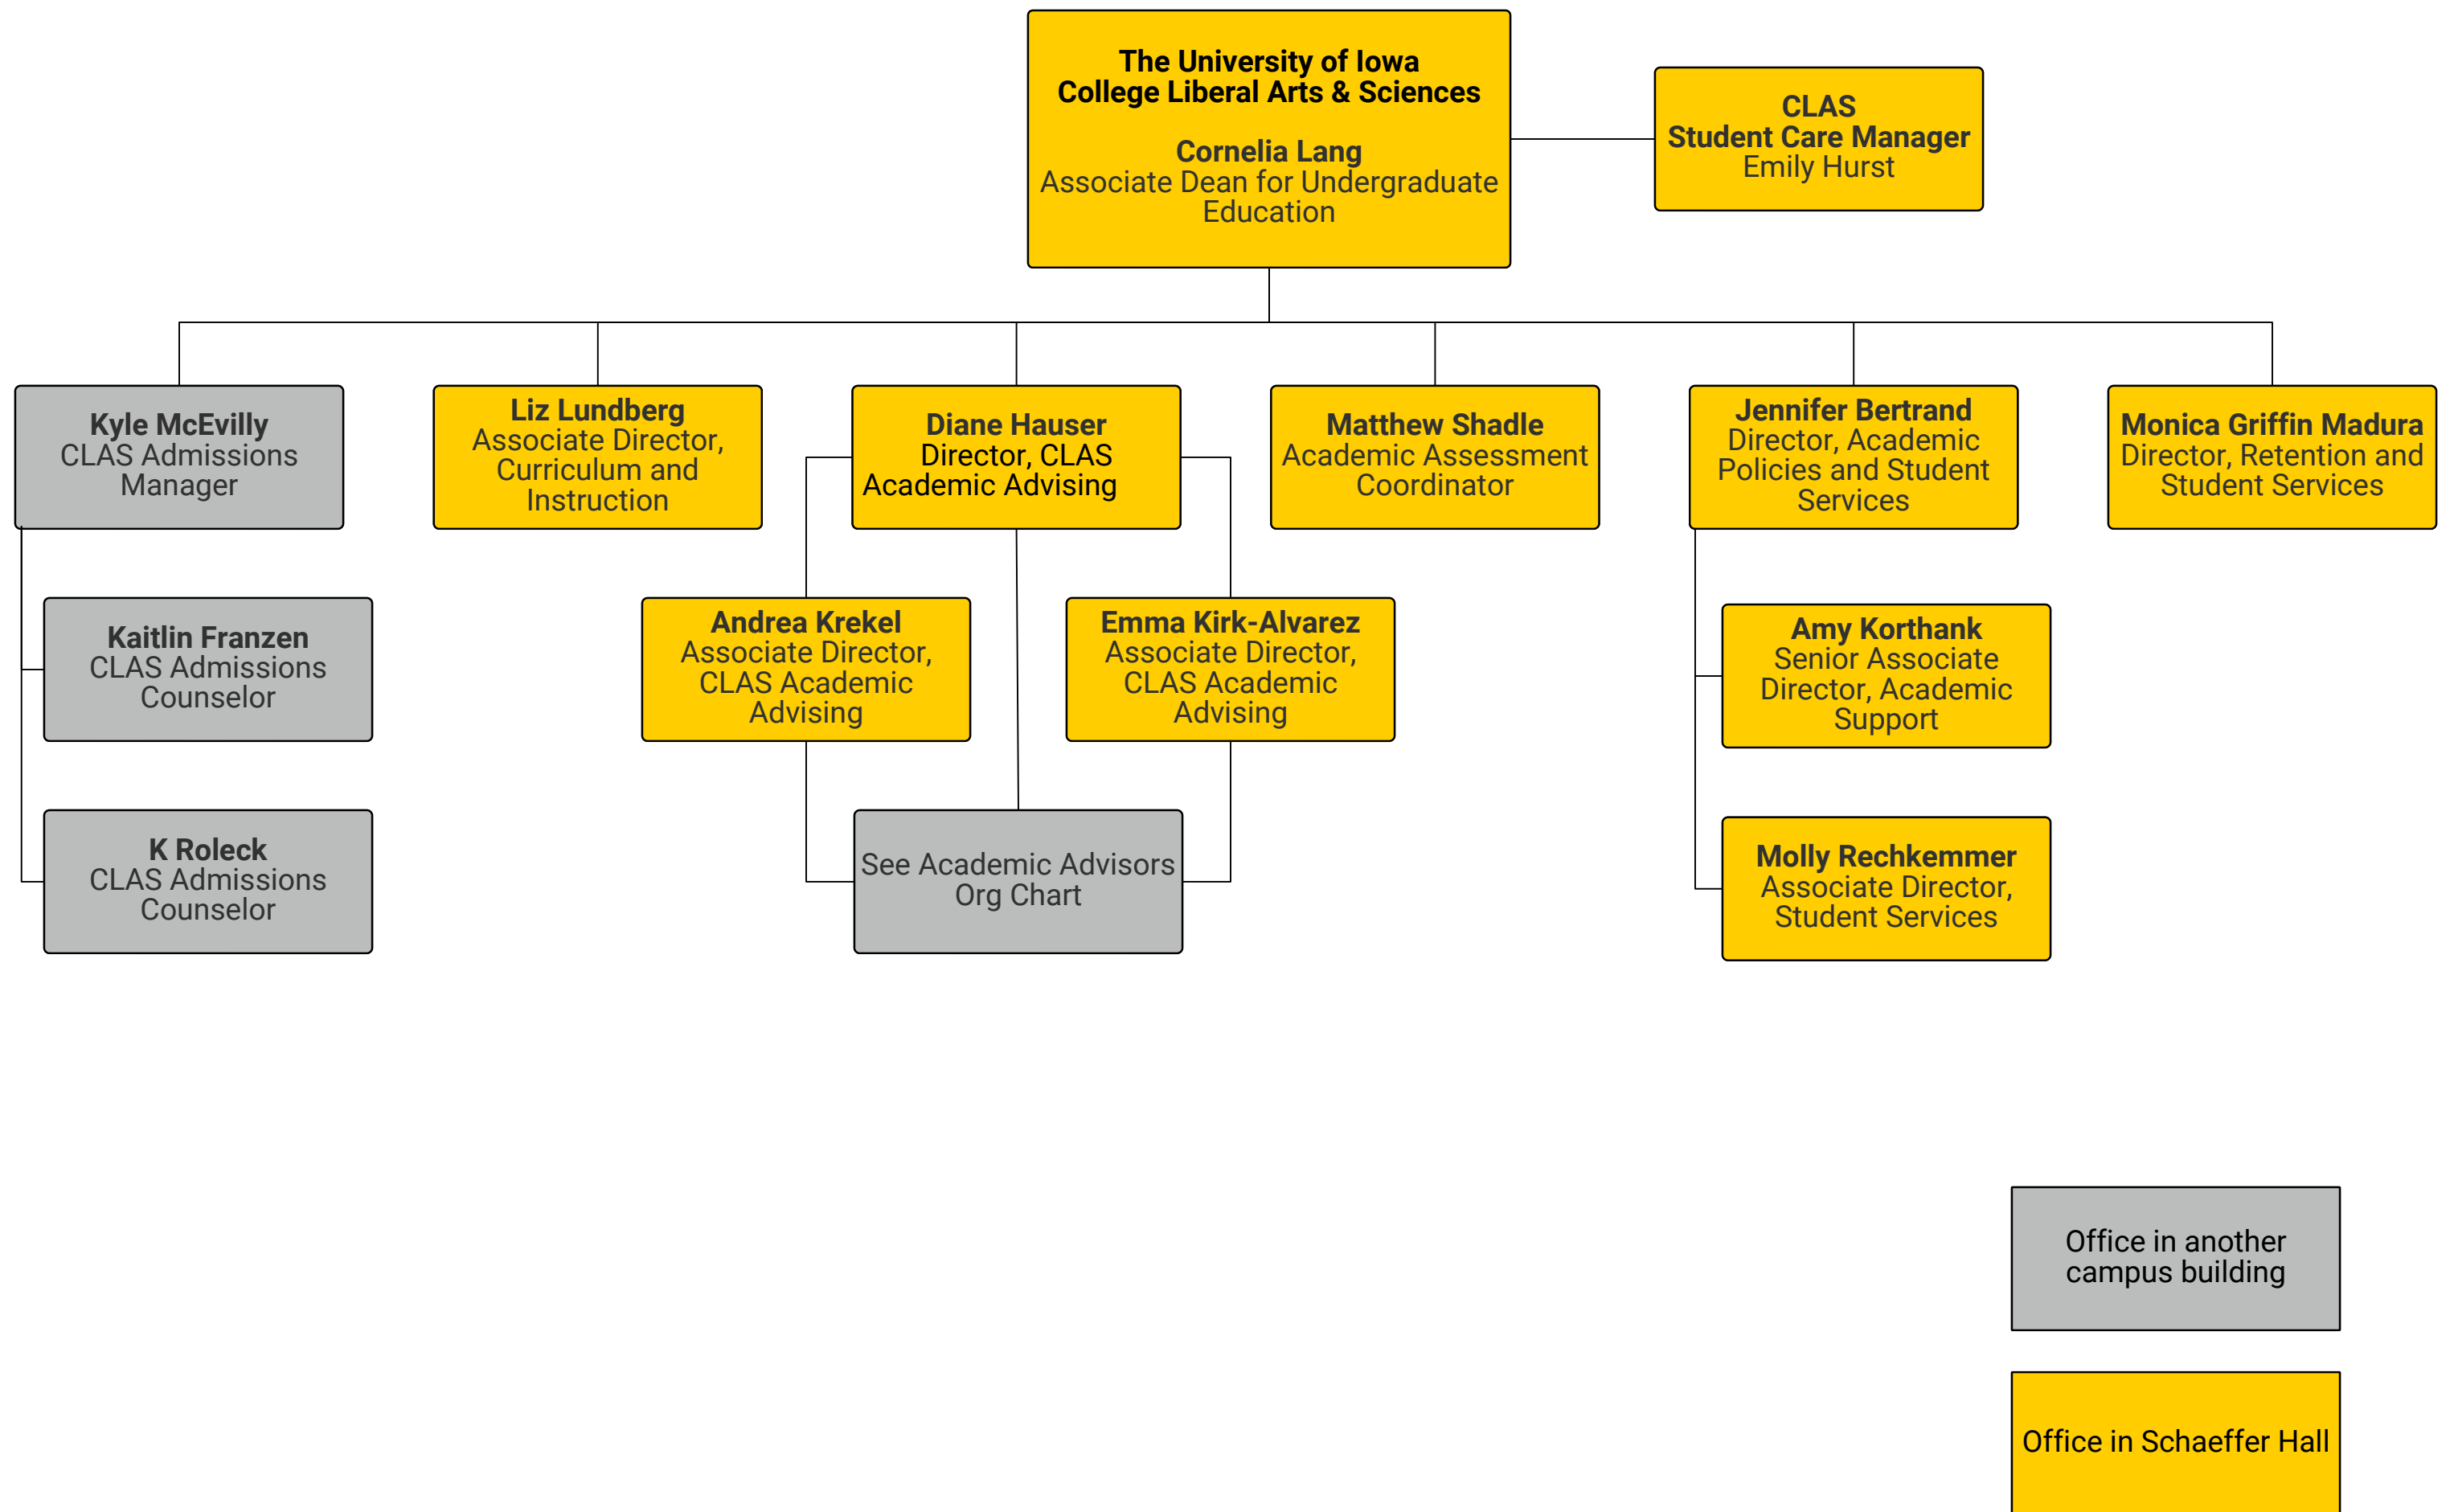 The University of Iowa
College Liberal Arts & Sciences
Cornelia Lang
Associate Dean for Undergraduate
Education
CLAS
Student Care Manager
Emily Hurst
Kyle McEvilly
CLAS Admissions
Manager
Liz Lundberg
Associate Director,
Curriculum and
Instruction
Diane Hauser
Director, CLAS
Academic Advising
Matthew Shadle
Academic Assessment
Coordinator
Jennifer Bertrand
Director, Academic
Policies and Student
Services
Monica Griffin Madura
Director, Retention and
Student Services
Kaitlin Franzen
CLAS Admissions
Counselor
Andrea Krekel
Associate Director,
CLAS Academic
Advising
Emma Kirk-Alvarez
Associate Director,
CLAS Academic
Advising
Amy Korthank
Senior Associate
Director, Academic
Support
K Roleck
CLAS Admissions
Counselor
See Academic Advisors
Org Chart
Molly Rechkemmer
Associate Director,
Student Services
Office in another
campus building
Office in Schaeffer Hall